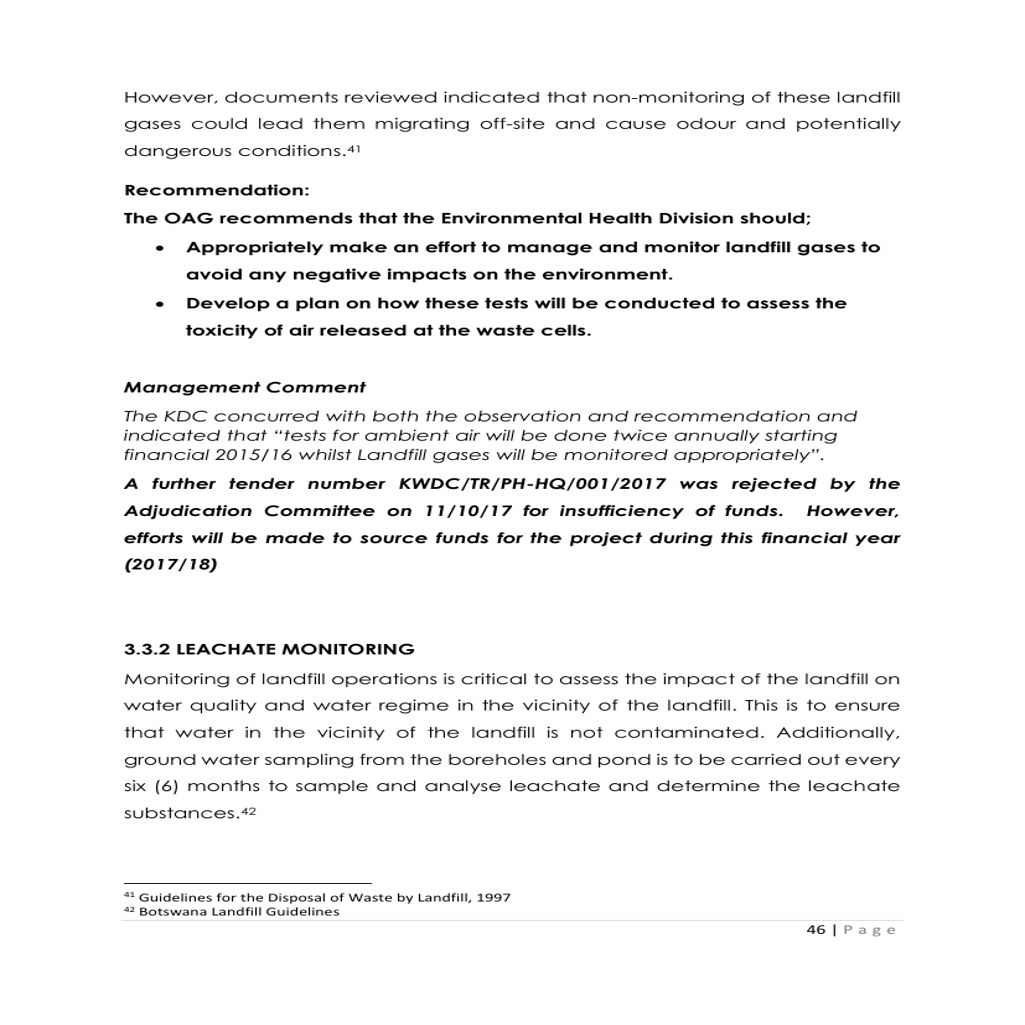 However, documents reviewed indicated that non-monitoring of these landfill
gases could lead them migrating off-site and cause odour and potentially
dangerous conditions.41
Recommendation:
The OAG recommends that the Environmental Health Division should;
• Appropriately make an effort to manage and monitor landfill gases to
avoid any negative impacts on the environment.
• Develop a plan on how these tests will be conducted to assess the
toxicity of air released at the waste cells.
Management Comment
The KDC concurred with both the observation and recommendation and
indicated that “tests for ambient air will be done twice annually starting
financial 2015/16 whilst Landfill gases will be monitored appropriately”.
A further tender number KWDC/TR/PH-HQ/001/2017 was rejected by the
Adjudication Committee on 11/10/17 for insufficiency of funds. However,
efforts will be made to source funds for the project during this financial year
(2017/18)
3.3.2 LEACHATE MONITORING
Monitoring of landfill operations is critical to assess the impact of the landfill on
water quality and water regime in the vicinity of the landfill. This is to ensure
that water in the vicinity of the landfill is not contaminated. Additionally,
ground water sampling from the boreholes and pond is to be carried out every
six (6) months to sample and analyse leachate and determine the leachate
substances.42
41 Guidelines for the Disposal of Waste by Landfill, 1997
42 Botswana Landfill Guidelines
46 | Page